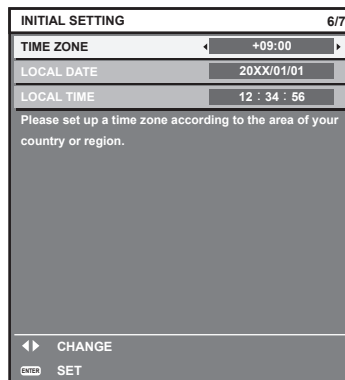 INITIAL SETTING 6/7
TIME ZONE +09:00
LOCAL DATE 20XX/01/01
LOCAL TIME 12 : 34 : 56
Please set up a time zone according to the area of your
country or region.
CHANGE
ENTER SET